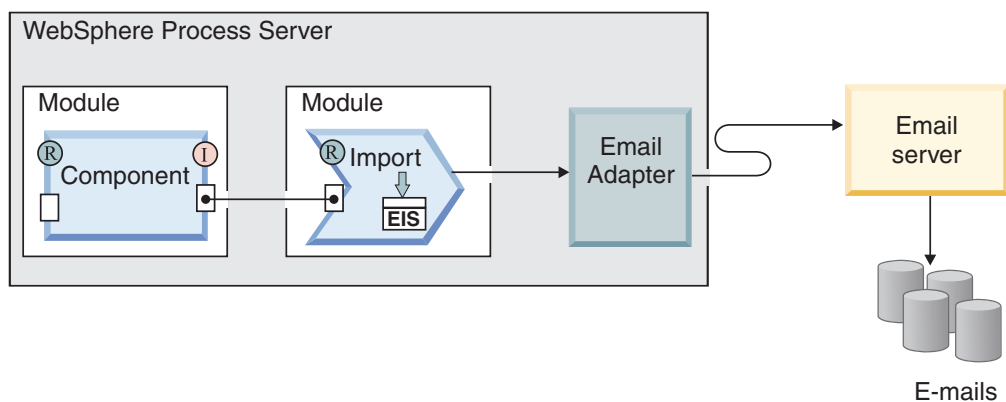 WebSphere Process Server
Module
R
I
Component
Module
R
Import
EIS
Email
Adapter
Email
server
E-mails